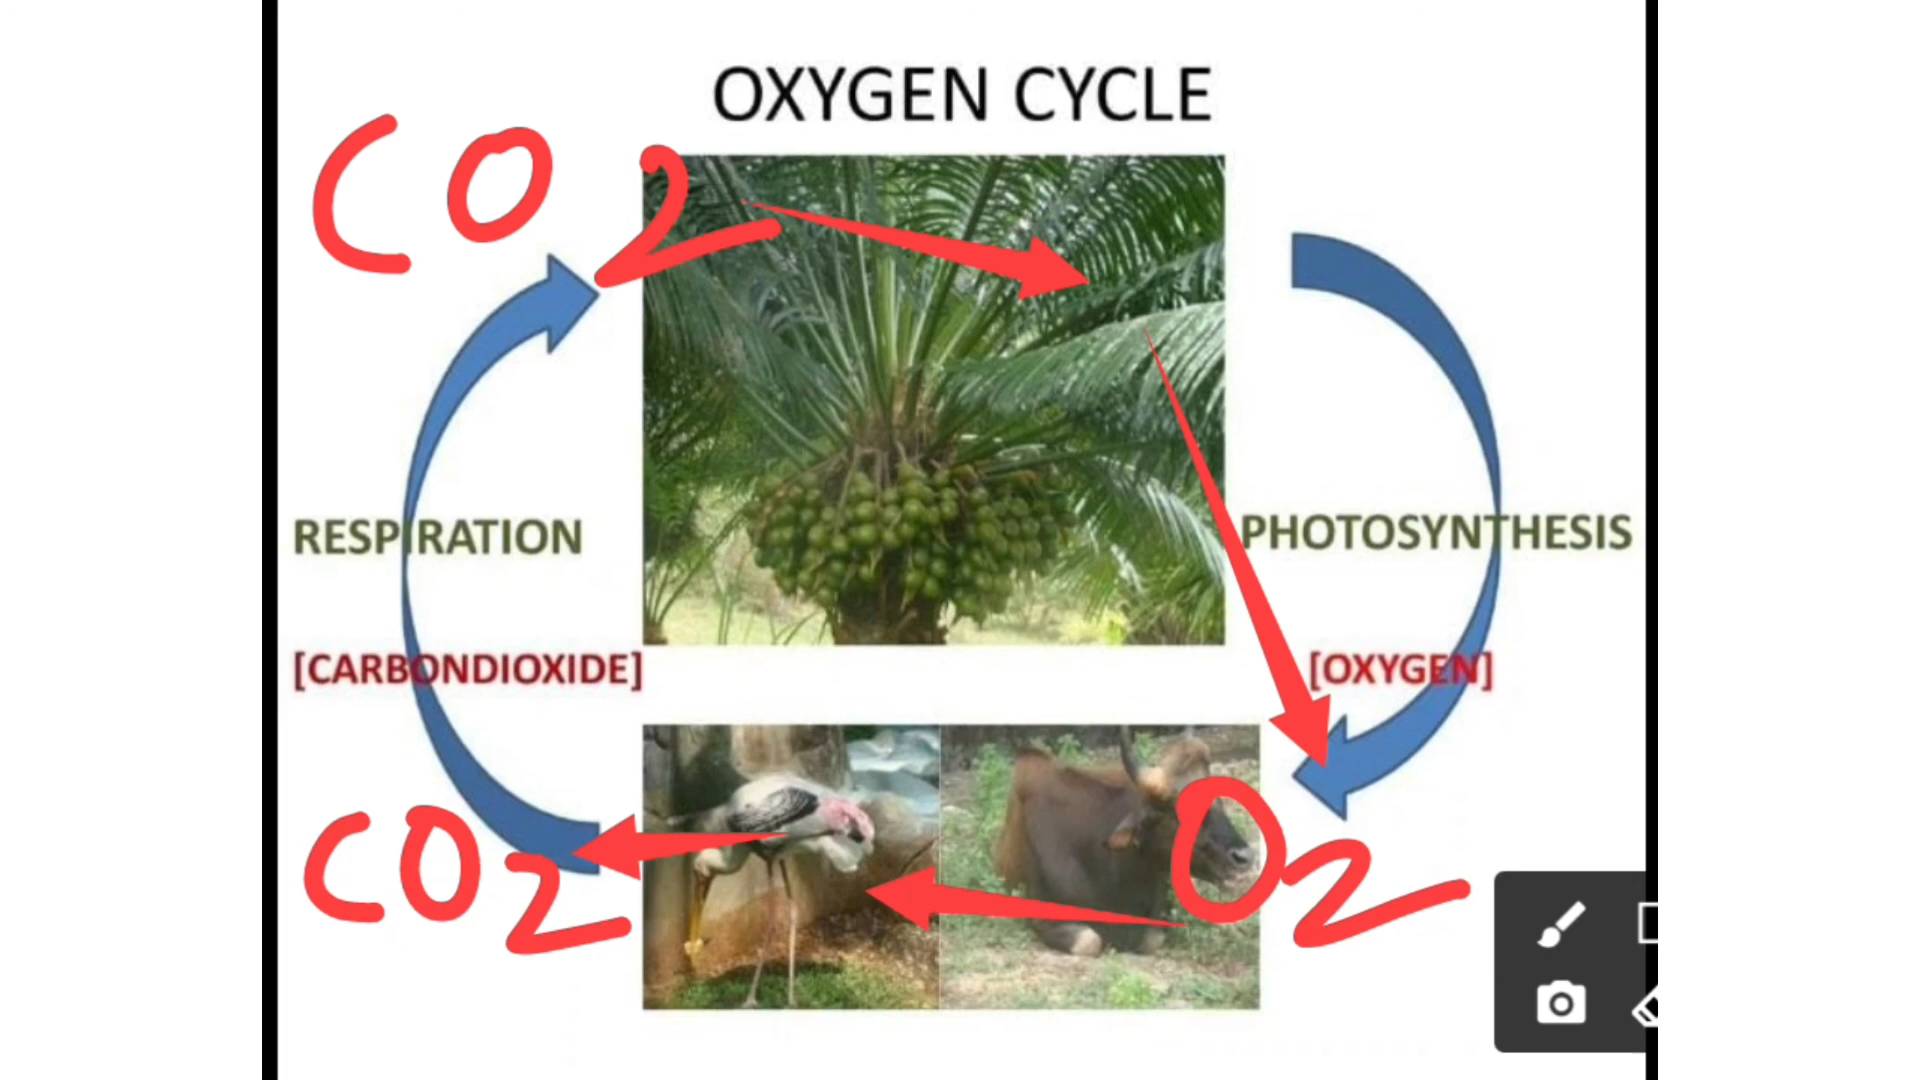 OXYGEN CYCLE
CO2
RESPIRATION
PHOTOSYNTHESIS
[CARBONDIOXIDE]
[OXYGEN]
CO2
O2